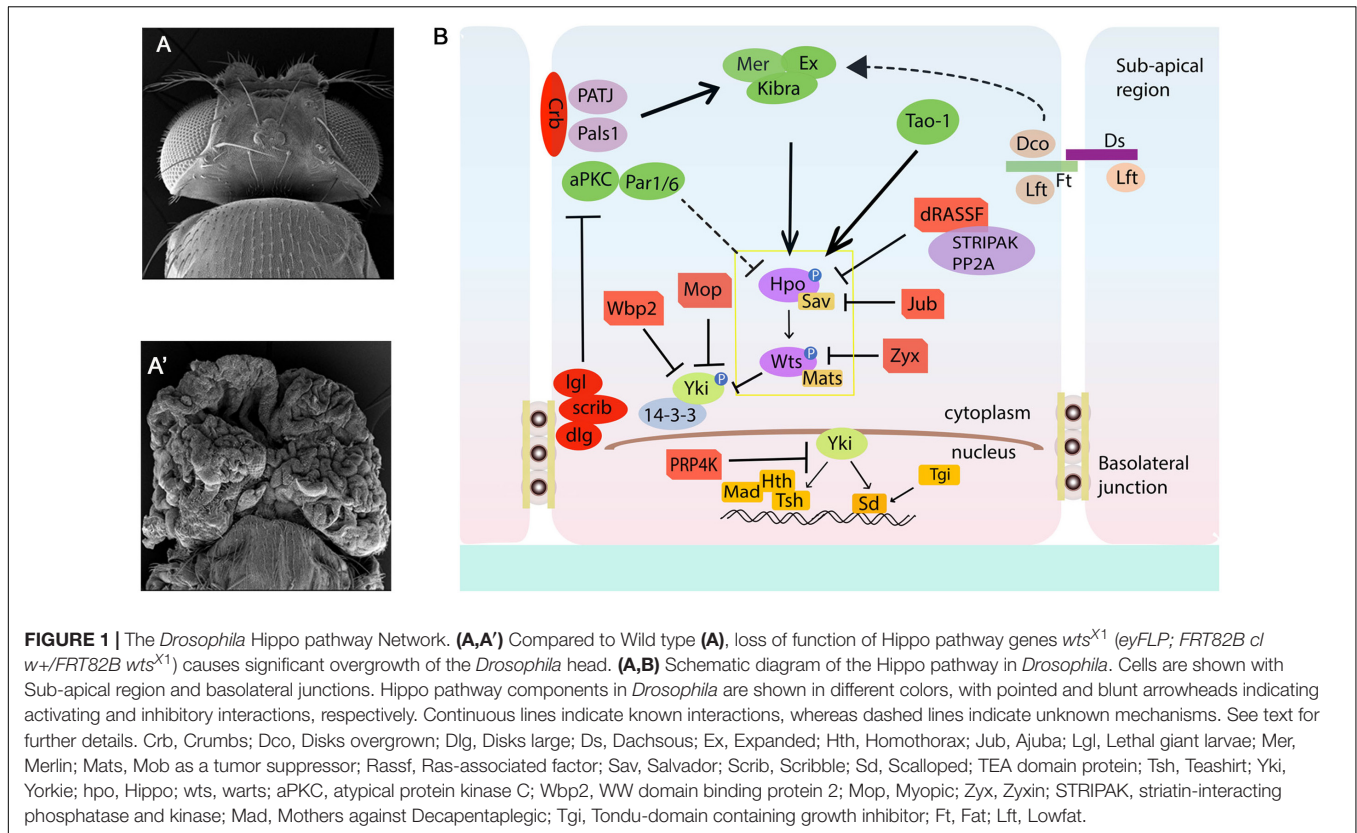 A
A'
B
Mer
Ex
Kibra
Sub-apical
region
Crb
PATJ
Pals1
Tao-1
Dco
Ds
Ft
Lft
Lft
aPKC
Par1/6
dRASSF
STRIPAK
PP2A
Hpo
P
Sav
Jub
Mop
Wbp2
Wts
P
Mats
Zyx
Yki
P
14-3-3
lgl
scrib
dlg
cytoplasm
nucleus
Yki
PRP4K
Mad
Hth
Tsh
Sd
Tgi
Basolateral
junction
FIGURE 1 | The Drosophila Hippo pathway Network. (A,A′) Compared to Wild type (A), loss of function of Hippo pathway genes wtsX1 (eyFLP; FRT82B cl
w+/FRT82B wtsX1) causes significant overgrowth of the Drosophila head. (A,B) Schematic diagram of the Hippo pathway in Drosophila. Cells are shown with
Sub-apical region and basolateral junctions. Hippo pathway components in Drosophila are shown in different colors, with pointed and blunt arrowheads indicating
activating and inhibitory interactions, respectively. Continuous lines indicate known interactions, whereas dashed lines indicate unknown mechanisms. See text for
further details. Crb, Crumbs; Dco, Disks overgrown; Dlg, Disks large; Ds, Dachsous; Ex, Expanded; Hth, Homothorax; Jub, Ajuba; Lgl, Lethal giant larvae; Mer,
Merlin; Mats, Mob as a tumor suppressor; Rassf, Ras-associated factor; Sav, Salvador; Scrib, Scribble; Sd, Scalloped; TEA domain protein; Tsh, Teashirt; Yki,
Yorkie; hpo, Hippo; wts, warts; aPKC, atypical protein kinase C; Wbp2, WW domain binding protein 2; Mop, Myopic; Zyx, Zyxin; STRIPAK, striatin-interacting
phosphatase and kinase; Mad, Mothers against Decapentaplegic; Tgi, Tondu-domain containing growth inhibitor; Ft, Fat; Lft, Lowfat.